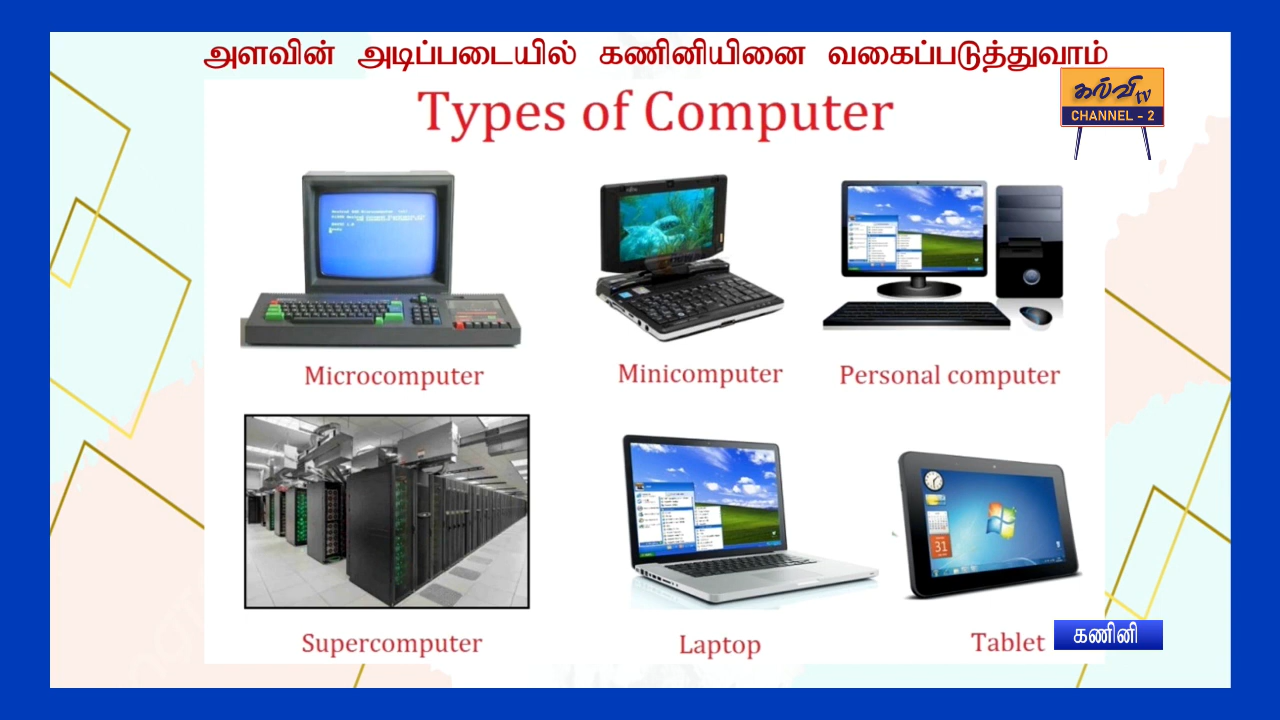 அளவின் அடிப்படையில் கணினியினை வகைப்படுத்துவாம்
கல்வி tv
CHANNEL - 2
Types of Computer
Microcomputer
Minicomputer
Personal computer
Supercomputer
Laptop
Tablet
கணினி
31